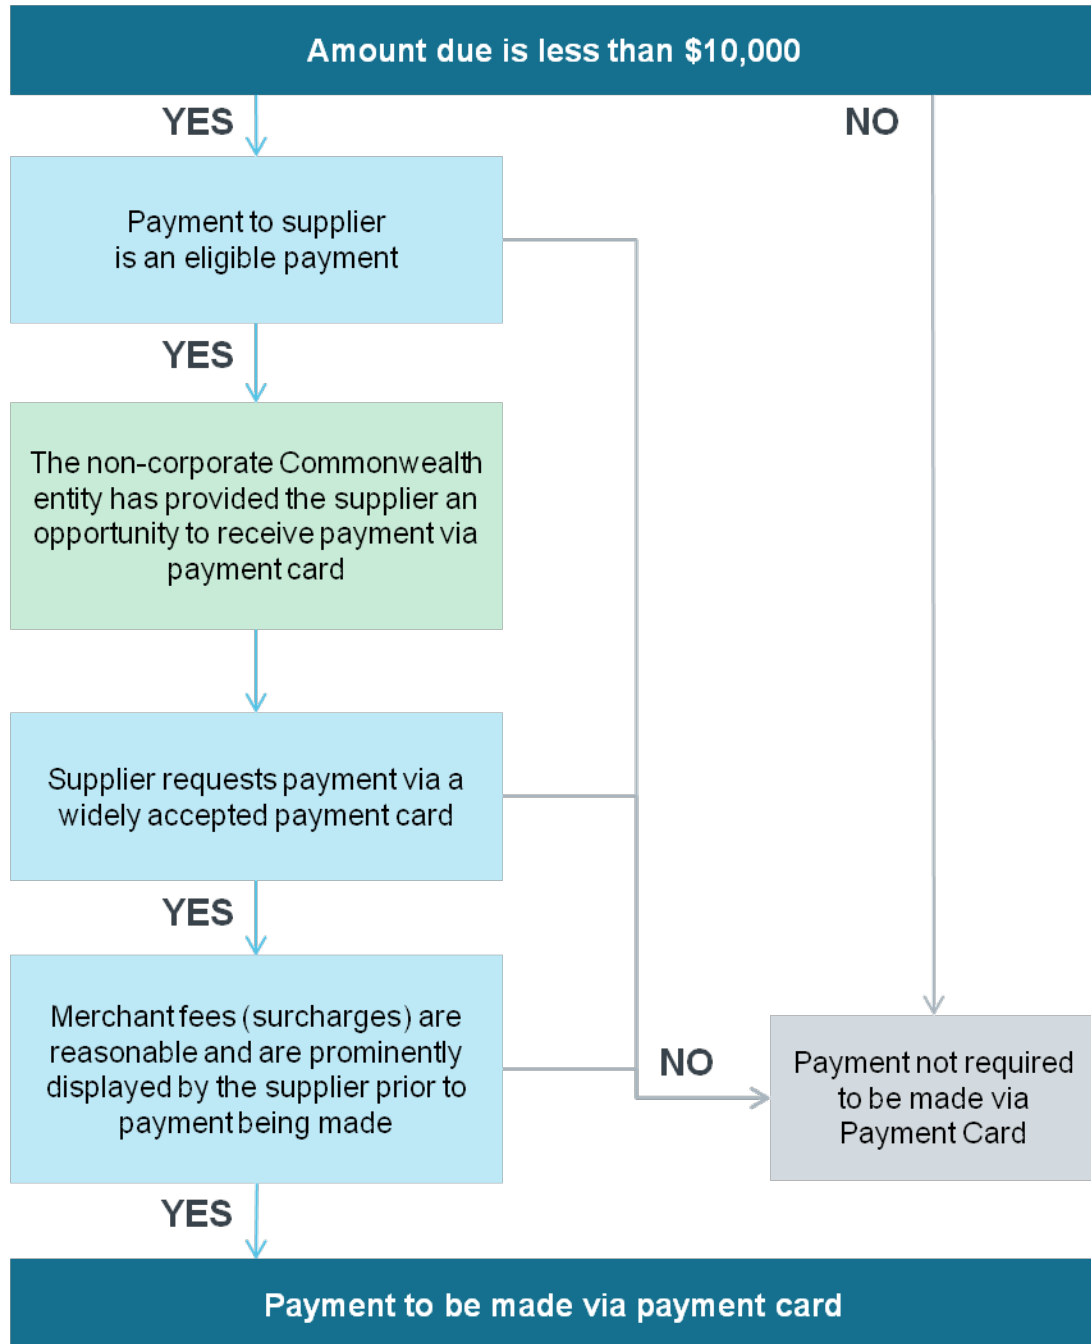 Amount due is less than $10,000
YES
NO
Payment to supplier
is an eligible payment
YES
The non-corporate Commonwealth
entity has provided the supplier an
opportunity to receive payment via
payment card
Supplier requests payment via a
widely accepted payment card
YES
Merchant fees (surcharges) are
reasonable and are prominently
displayed by the supplier prior to
payment being made
NO
Payment not required
to be made via
Payment Card
YES
Payment to be made via payment card